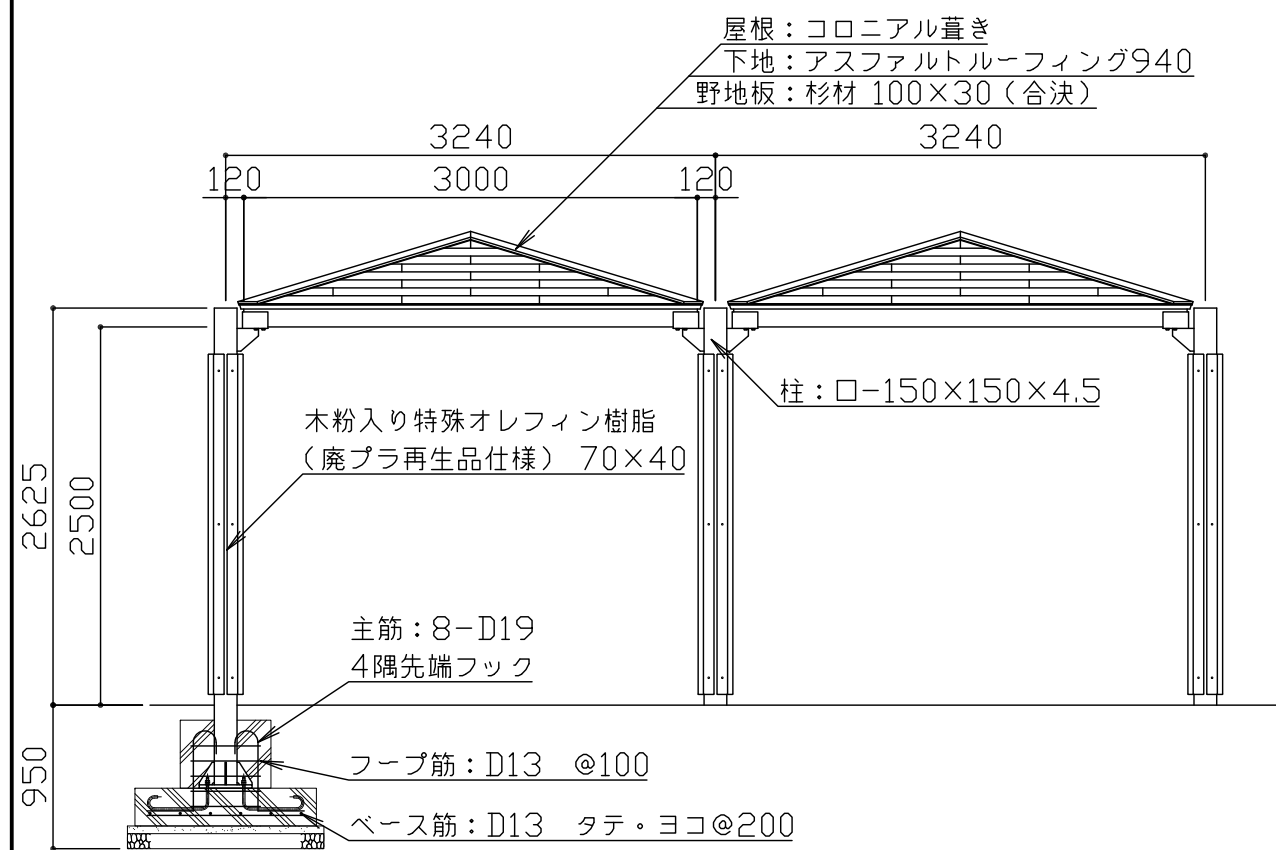 屋根：コロニアル葺き
下地：アスファルトルーフィング940
野地板：杉材 100×30（合決）
3240
3240
120
3000
120
柱：口-150×150×4.5
木粉入り特殊オレフィン樹脂
（廃プラ再生品仕様） 70×40
2625
2500
主筋：8-D19
4隅先端フック
950
フープ筋：D13 @100
ベース筋：D13 タテ・ヨコ@200